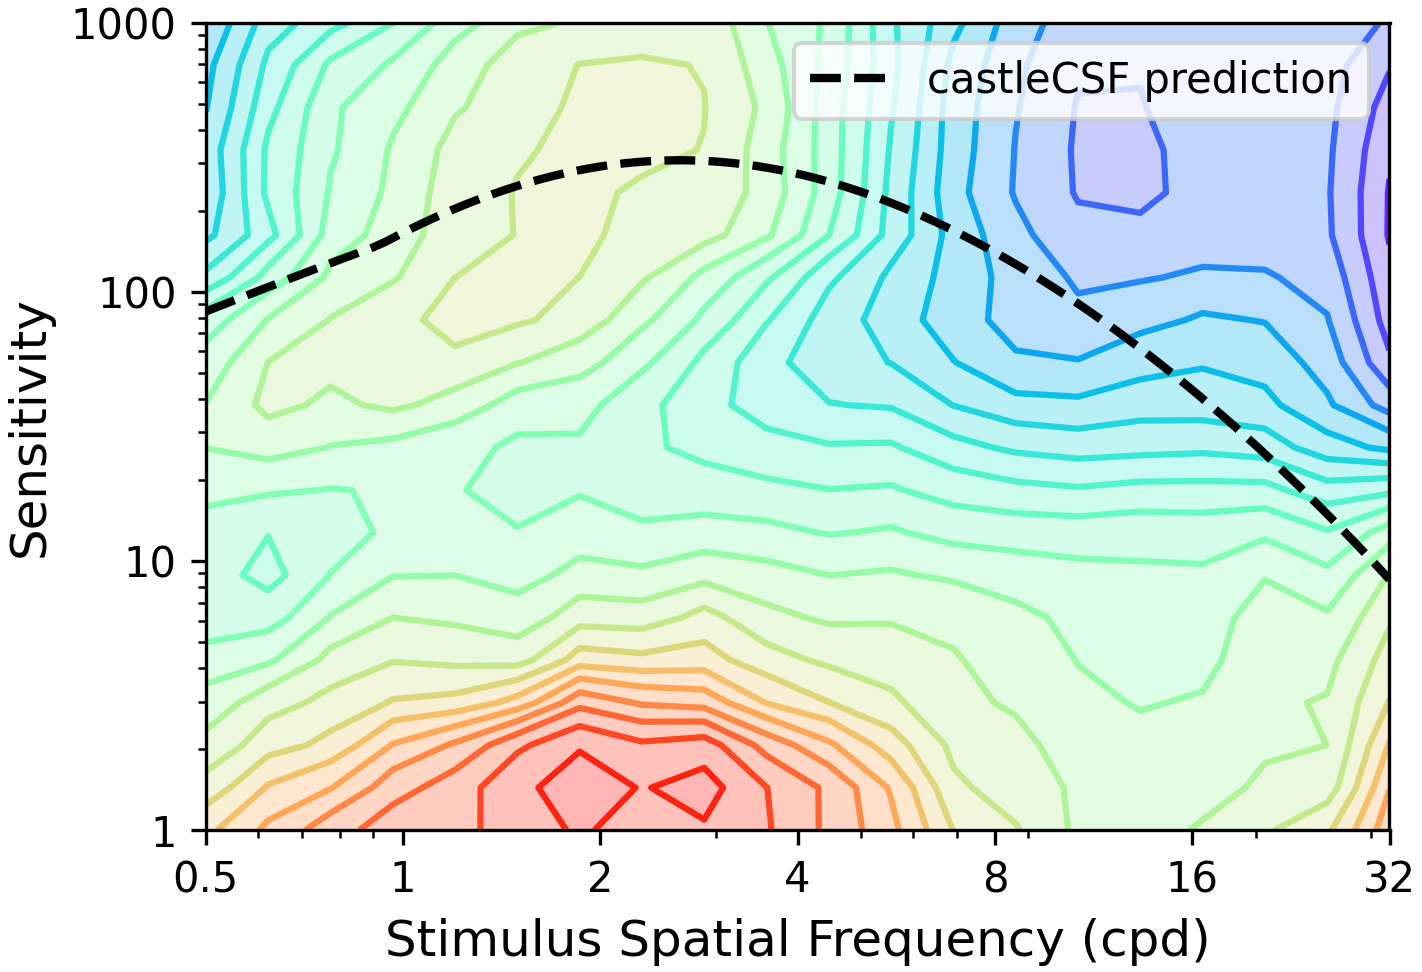 1000
castleCSF prediction
100
Sensitivity
10
1
0.5 1 2 4 8 16 32
Stimulus Spatial Frequency (cpd)